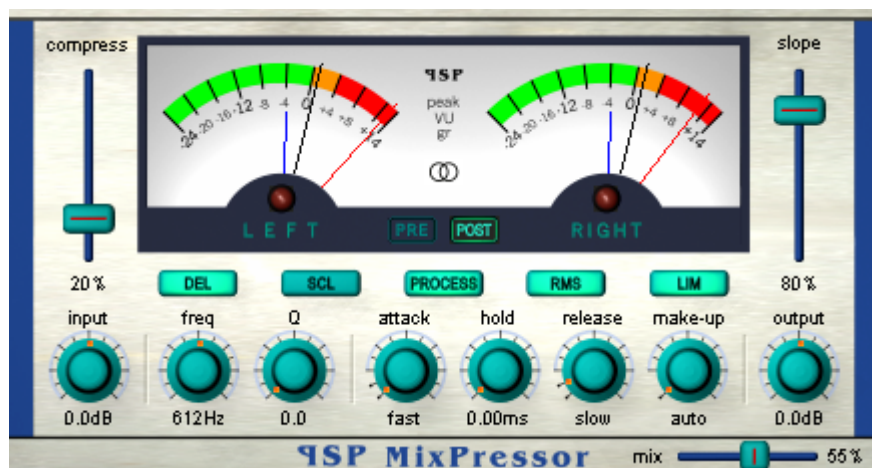 compress
slope
-24 -20 -16 -12 -8 -4 0 +4 +8 +14
PSP
peak
VU
gr
-24 -20 -16 -12 -8 -4 0 +4 +8 +14
LEFT
PRE
POST
RIGHT
20%
DEL
SCL
PROCESS
RMS
LIM
80%
input
freq
Q
attack
hold
release
make-up
output
0.0dB
612Hz
0.0
fast
0.00ms
slow
auto
0.0dB
PSP MixPressor
mix
55%